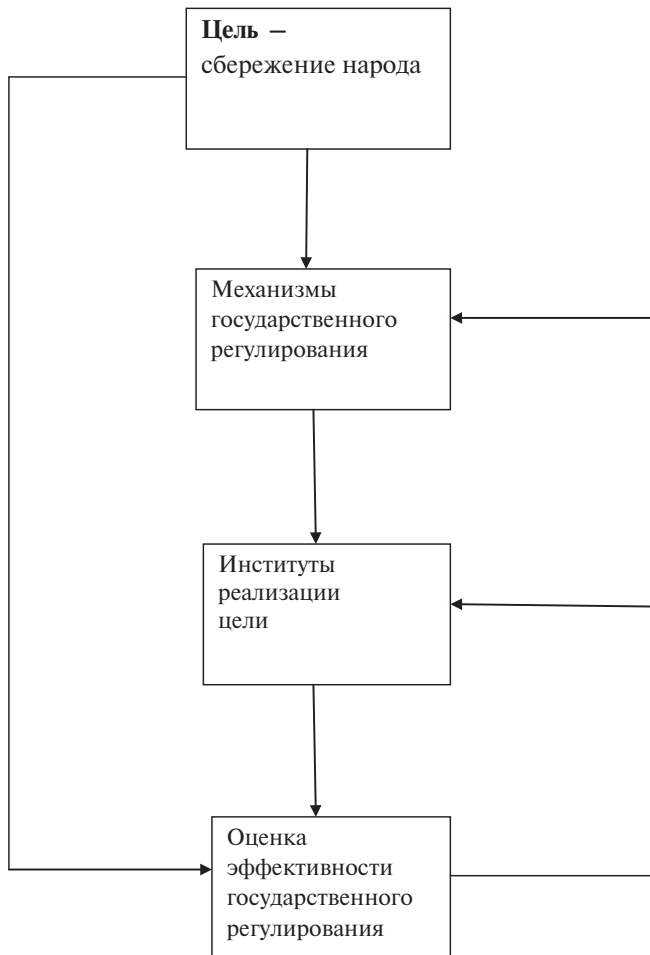 Цель –
сбережение народа
Механизмы
государственного
регулирования
Институты
реализации
цели
Оценка
эффективности
государственного
регулирования